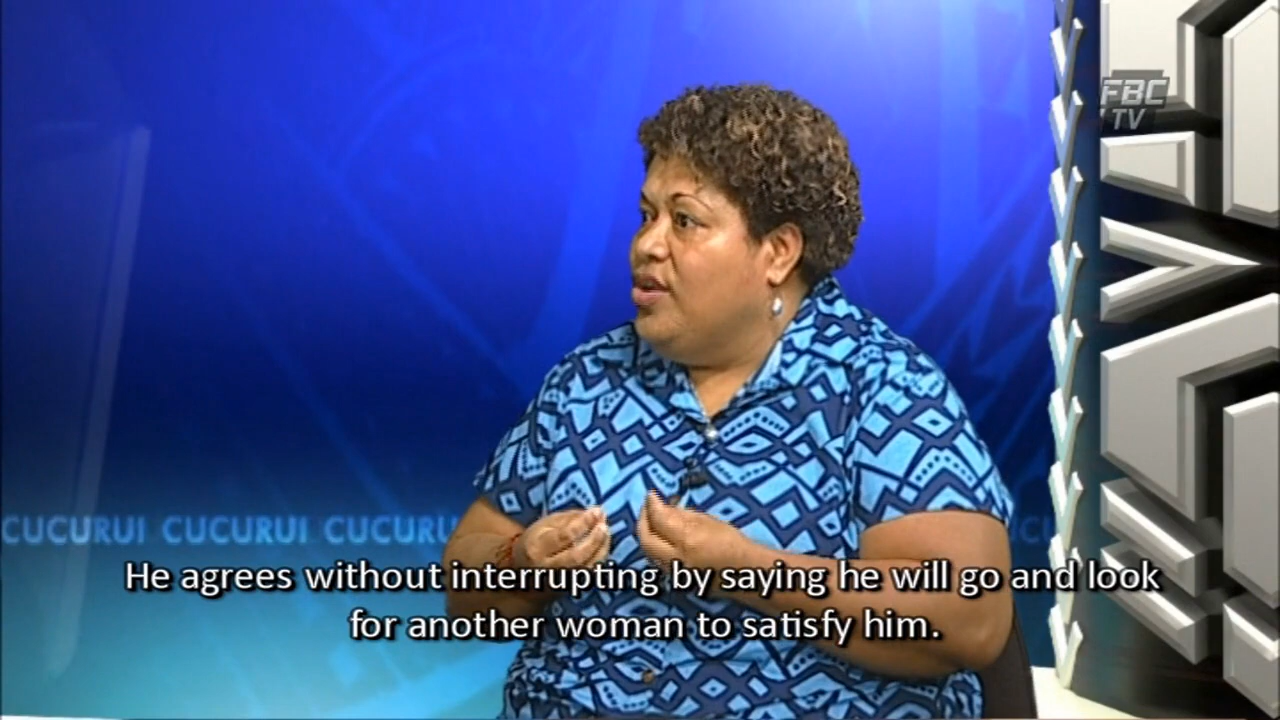 FBC
TV
CUCURUI CUCURUI CUCURU
CU
He agrees without interrupting by saying he will go and look
for another woman to satisfy him.